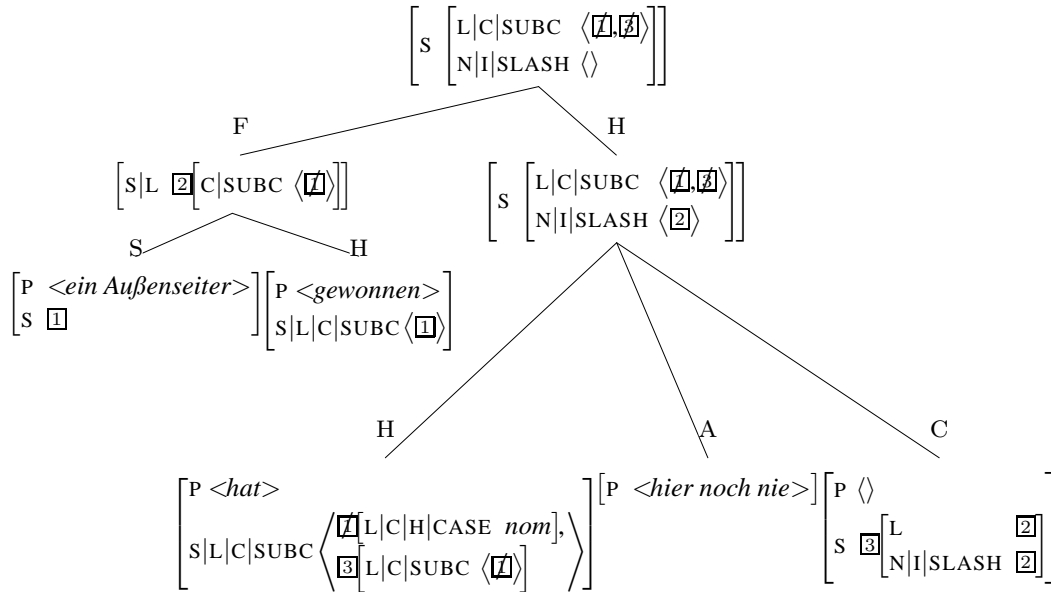 S L|C|SUBC ⟨1̸,3̸⟩
N|I|SLASH ⟨⟩
F H
S|L 2 C|SUBC ⟨1̸⟩
S L|C|SUBC ⟨1̸,3̸⟩
N|I|SLASH ⟨2⟩
S H
P <ein Außenseiter>
S 1
P <gewonnen>
S|L|C|SUBC⟨1⟩
H A C
P <hat>
S|L|C|SUBC ⟨1̸[L|C|H|CASE nom],
3[L|C|SUBC ⟨1̸⟩]⟩
[P <hier noch nie>]
P ⟨⟩
S 3 L 2
N|I|SLASH 2